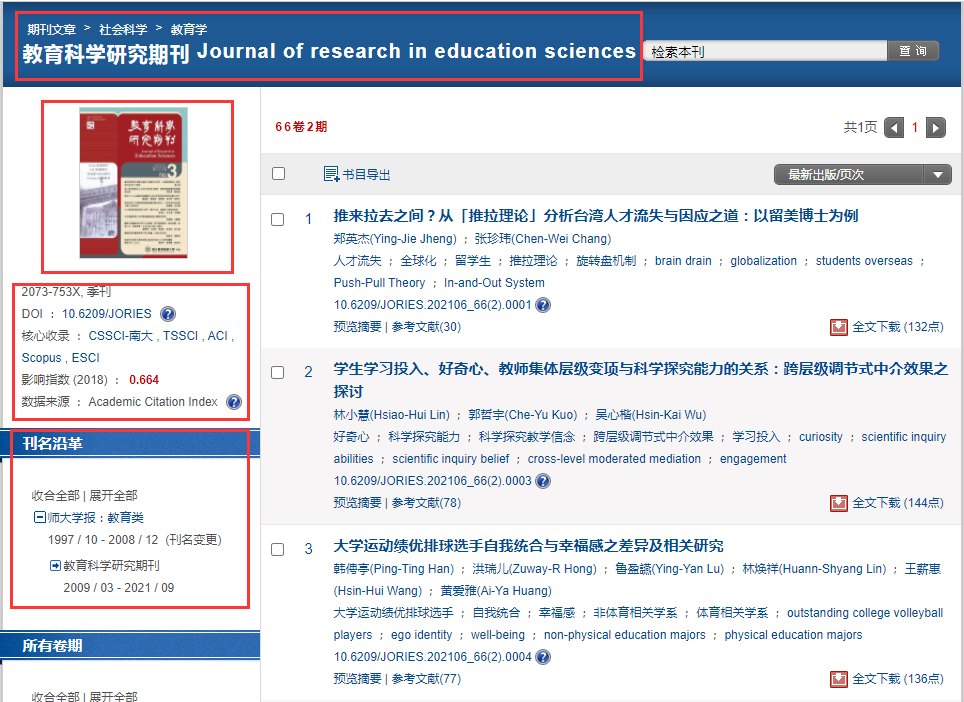 期刊文章 > 社会科学 > 教育学
教育科学研究期刊 Journal of research in education sciences
检索本刊
查 询
教育科学
研究期刊
Journal of Research in
Education Sciences
3
2073-753X, 季刊
DOI : 10.6209/JORIES
核心收录 : CSSCI-南大 , TSSCI , ACI ,
Scopus , ESCI
影响指数 (2018) : 0.664
数据来源 : Academic Citation Index
刊名沿革
收合全部 | 展开全部
师大学报：教育类
1997 / 10 - 2008 / 12 (刊名变更)
教育科学研究期刊
2009 / 03 - 2021 / 09
所有卷期
收合全部 | 展开全部
66卷2期
共1页 1
书目导出
最新出版/页次
1 推来拉去之间？从「推拉理论」分析台湾人才流失与因应之道：以留美博士为例
郑英杰(Ying-Jie Jheng) ; 张珍玮(Chen-Wei Chang)
人才流失 ; 全球化 ; 留学生 ; 推拉理论 ; 旋转盘机制 ; brain drain ; globalization ; students overseas ;
Push-Pull Theory ; In-and-Out System
10.6209/JORIES.202106_66(2).0001
预览摘要 | 参考文献(30)
全文下载 (132点)
2 学生学习投入、好奇心、教师集体层级变项与科学探究能力的关系：跨层级调节式中介效果之
探讨
林小慧(Hsiao-Hui Lin) ; 郭哲宇(Che-Yu Kuo) ; 吴心楷(Hsin-Kai Wu)
好奇心 ; 科学探究能力 ; 科学探究教学信念 ; 跨层级调节式中介效果 ; 学习投入 ; curiosity ; scientific inquiry
abilities ; scientific inquiry belief ; cross-level moderated mediation ; engagement
10.6209/JORIES.202106_66(2).0003
预览摘要 | 参考文献(78)
全文下载 (144点)
3 大学运动绩优排球选手自我统合与幸福感之差异及相关研究
韩俜亭(Ping-Ting Han) ; 洪瑞儿(Zuway-R Hong) ; 鲁盈讌(Ying-Yan Lu) ; 林焕祥(Huann-Shyang Lin) ; 王薪惠
(Hsin-Hui Wang) ; 黄爱雅(Ai-Ya Huang)
大学运动绩优排球选手 ; 自我统合 ; 幸福感 ; 非体育相关学系 ; 体育相关学系 ; outstanding college volleyball
players ; ego identity ; well-being ; non-physical education majors ; physical education majors
10.6209/JORIES.202106_66(2).0004
预览摘要 | 参考文献(77)
全文下载 (136点)